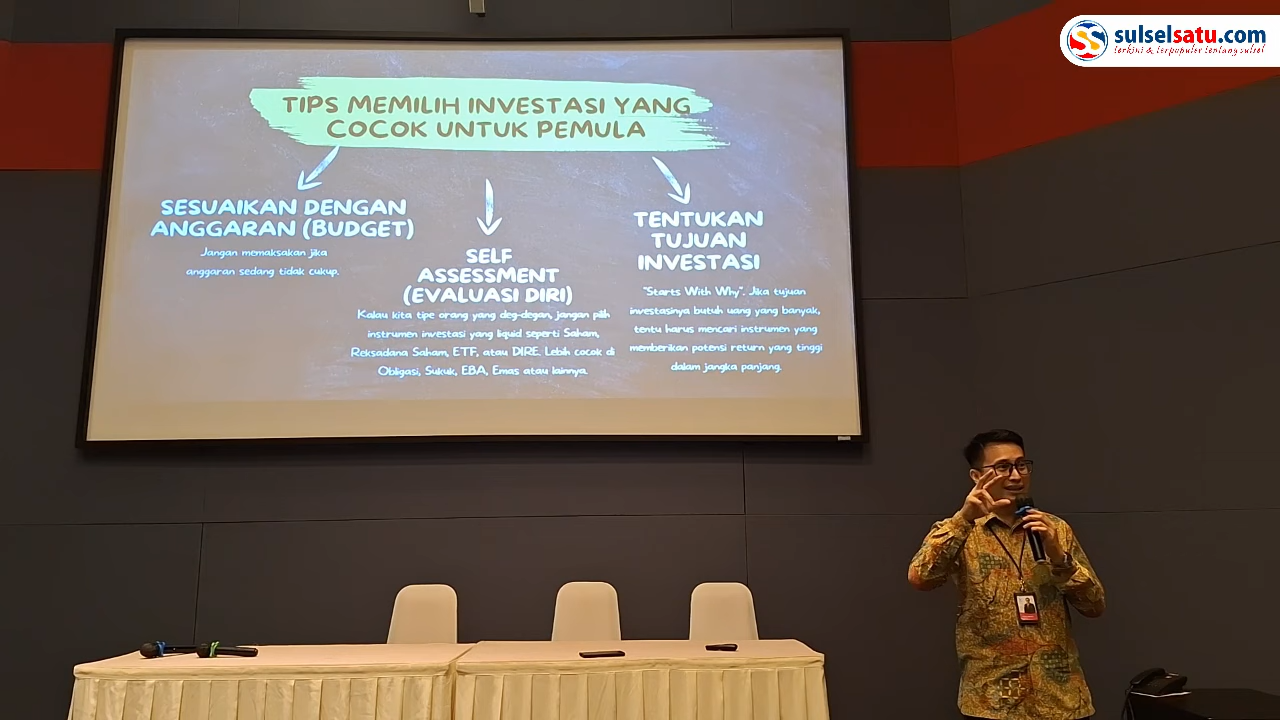 sulselsatu.com
terkini & terpopuler tentang sulsel
TIPS MEMILIH INVESTASI YANG
COCOK UNTUK PEMULA
SESUAIKAN DENGAN
ANGGARAN (BUDGET)
Jangan memaksakan jika
anggaran sedang tidak cukup.
SELF
ASSESSMENT
(EVALUASI DIRI)
Kalau kita tipe orang yang deg-degan, jangan pilih
instrumen investasi yang liquid seperti Saham,
Reksadana Saham, ETF, atau DIRE. Lebih cocok di
Obligasi, Sukuk, EBA, Emas atau lainnya.
TENTUKAN
TUJUAN
INVESTASI
"Starts With Why". Jika tujuan
investasinya butuh uang yang banyak,
tentu harus mencari instrumen yang
memberikan potensi return yang tinggi
dalam jangka panjang.